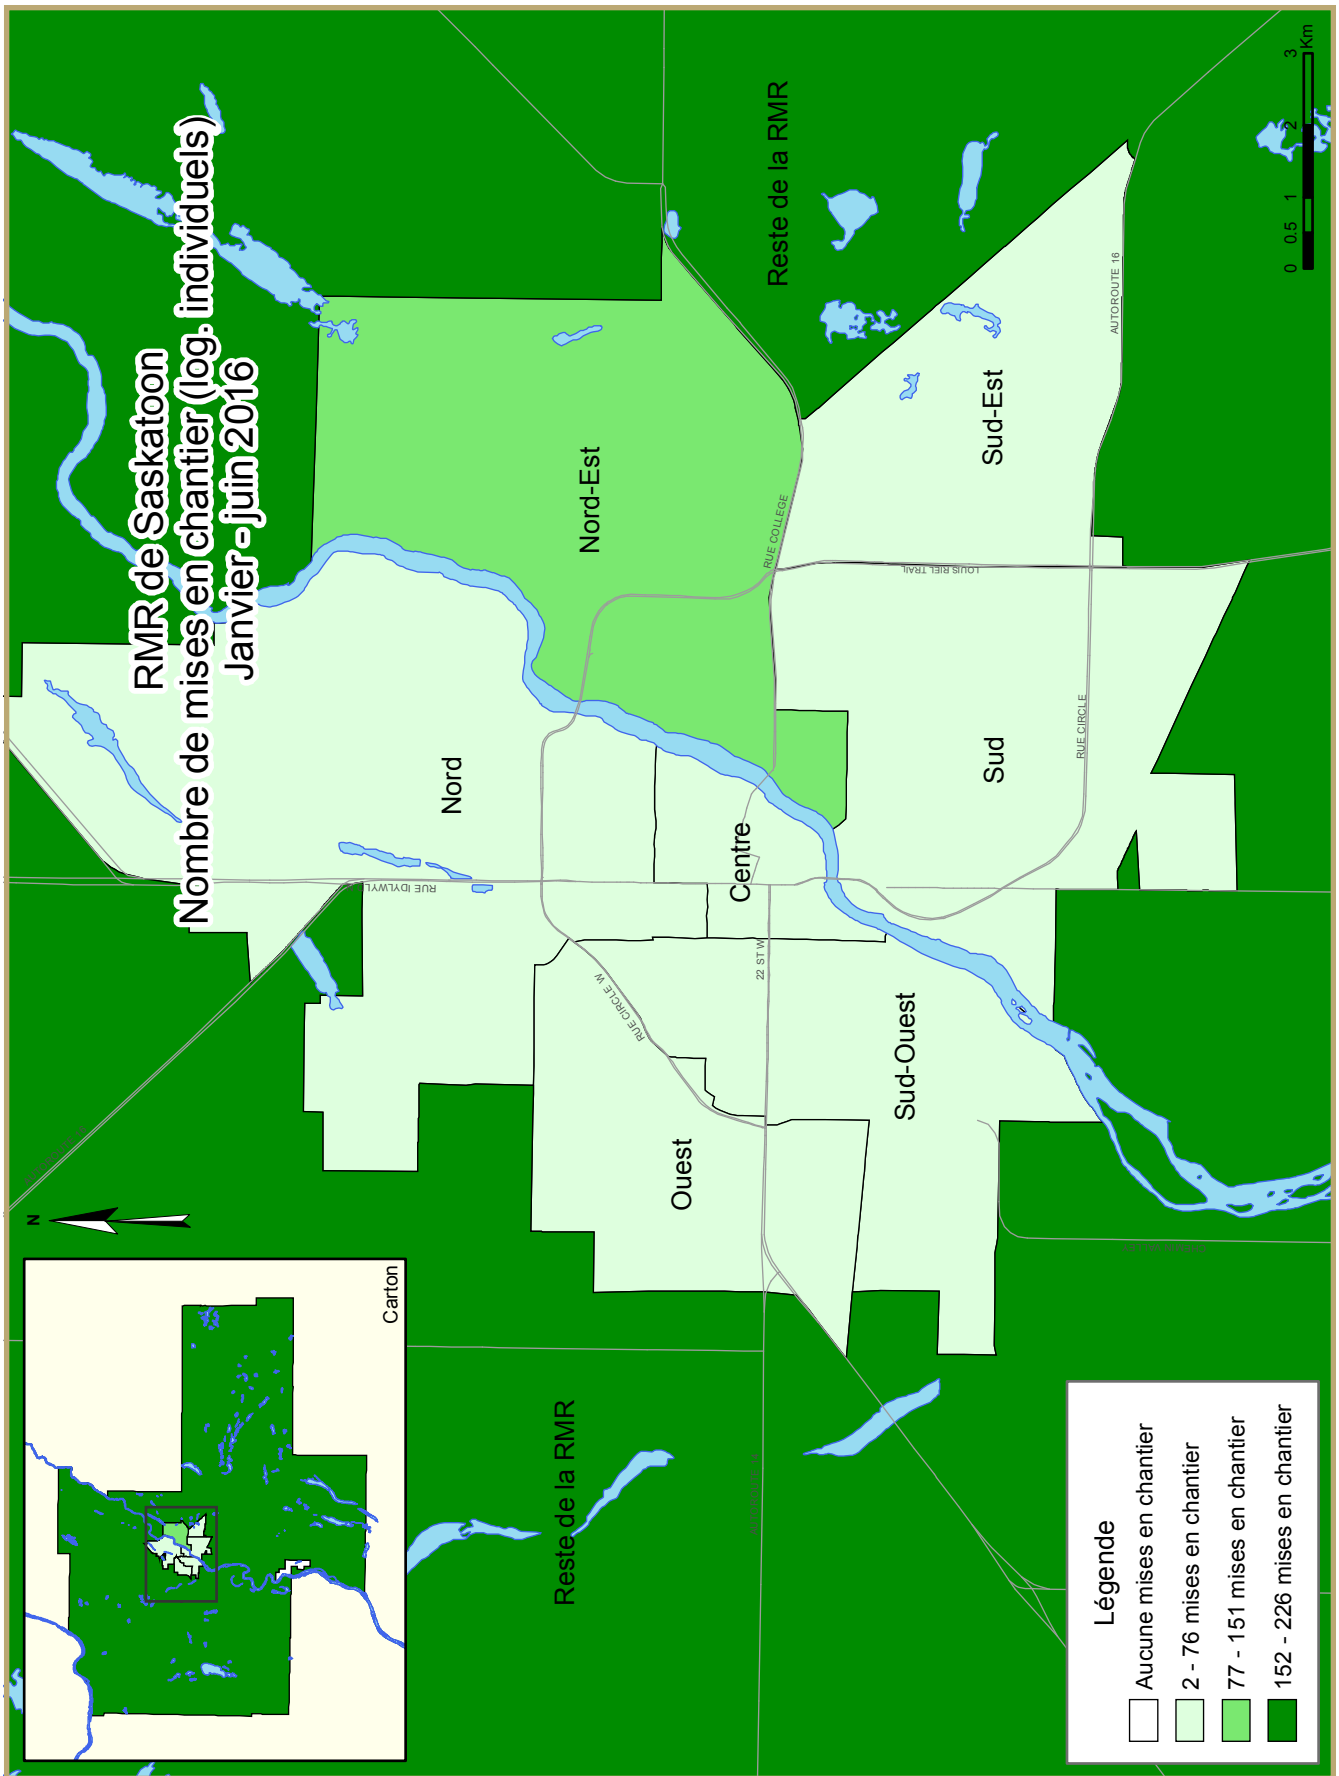 RMR de Saskatoon
Nombre de mises en chantier (log. individuels)
Janvier - juin 2016
N
Carton
Reste de la RMR
Reste de la RMR
Nord
Nord-Est
Centre
Ouest
Sud-Ouest
Sud
Sud-Est
RUE IDYLWYL
RUE CIRCLE W
22 ST W
RUE COLLEGE
LOUIS RIEL TRAIL
RUE CIRCLE
AUTOROUTE 16
Légende
Aucune mises en chantier
2 - 76 mises en chantier
77 - 151 mises en chantier
152 - 226 mises en chantier
0 0.5 1 2 3
Km